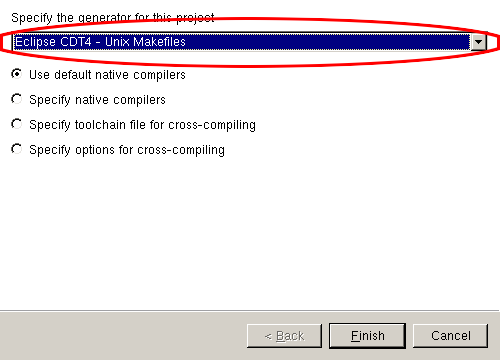 Specify the generator for this project
Eclipse CDT4 - Unix Makefiles
Use default native compilers
Specify native compilers
Specify toolchain file for cross-compiling
Specify options for cross-compiling
< Back
Finish
Cancel